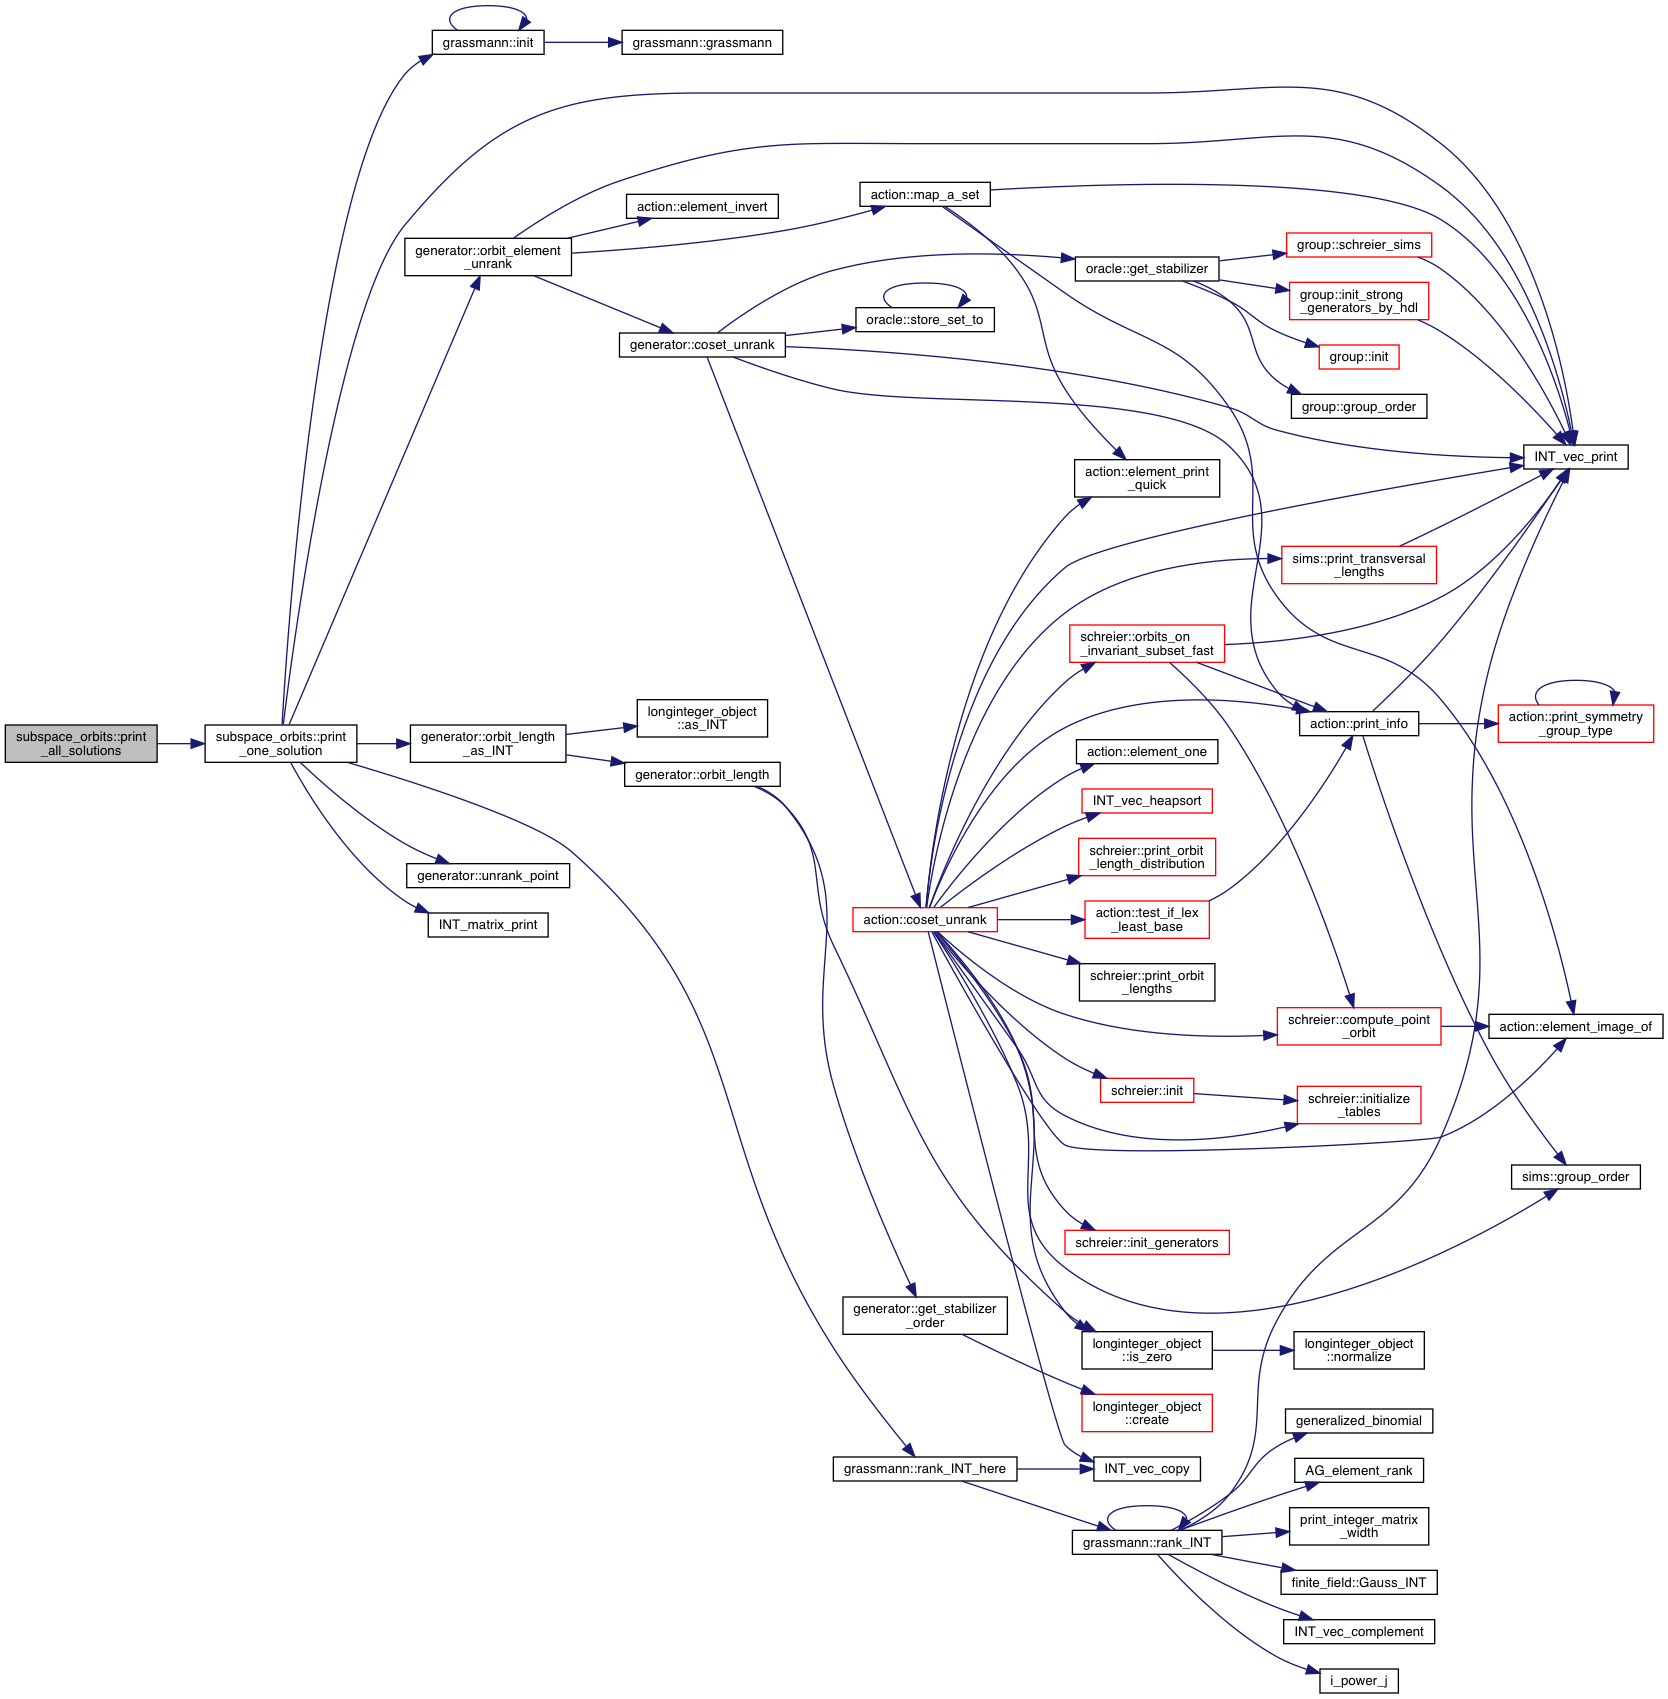 grassmann::init
grassmann::grassmann
action::map_a_set
action::element_invert
generator::orbit_element
_unrank
group::schreier_sims
oracle::get_stabilizer
group::init_strong
_generators_by_hdl
oracle::store_set_to
generator::coset_unrank
group::init
group::group_order
INT_vec_print
action::element_print
_quick
sims::print_transversal
_lengths
schreier::orbits_on
_invariant_subset_fast
longinteger_object
::as_INT
action::print_info
action::print_symmetry
_group_type
subspace_orbits::print
_all_solutions
subspace_orbits::print
_one_solution
generator::orbit_length
_as_INT
action::element_one
generator::orbit_length
INT_vec_heapsort
schreier::print_orbit
_length_distribution
generator::unrank_point
action::coset_unrank
action::test_if_lex
_least_base
INT_matrix_print
schreier::print_orbit
_lengths
schreier::compute_point
_orbit
action::element_image_of
schreier::init
schreier::initialize
_tables
sims::group_order
schreier::init_generators
generator::get_stabilizer
_order
longinteger_object
::is_zero
longinteger_object
::normalize
longinteger_object
::create
generalized_binomial
grassmann::rank_INT_here
INT_vec_copy
AG_element_rank
print_integer_matrix
_width
grassmann::rank_INT
finite_field::Gauss_INT
INT_vec_complement
i_power_j